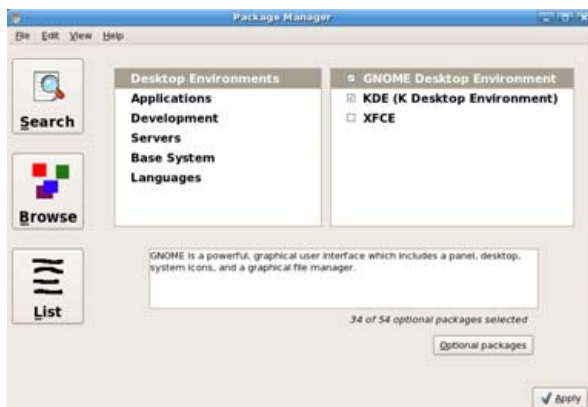 Package Manager
File Edit View Help
Search
Browse
List
Desktop Environments
Applications
Development
Servers
Base System
Languages
GNOME Desktop Environment
KDE (K Desktop Environment)
XFCE
GNOME is a powerful, graphical user interface which includes a panel, desktop,
system icons, and a graphical file manager.
34 of 54 optional packages selected
Optional packages
Apply